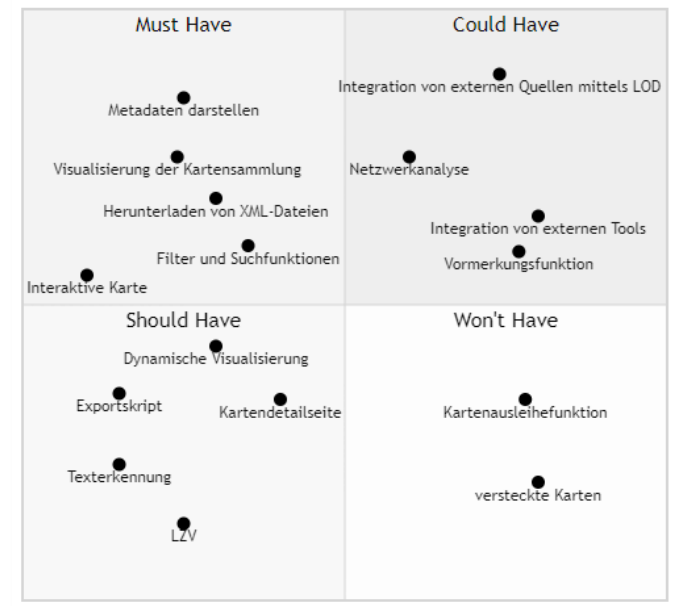 Must Have
Metadaten darstellen
Visualisierung der Kartensammlung
Herunterladen von XML-Dateien
Filter und Suchfunktionen
Interaktive Karte
Could Have
Integration von externen Quellen mittels LOD
Netzwerkanalyse
Integration von externen Tools
Vormerkungsfunktion
Should Have
Dynamische Visualisierung
Exportskript
Kartendetailseite
Texterkennung
LZV
Won't Have
Kartenausleihefunktion
versteckte Karten